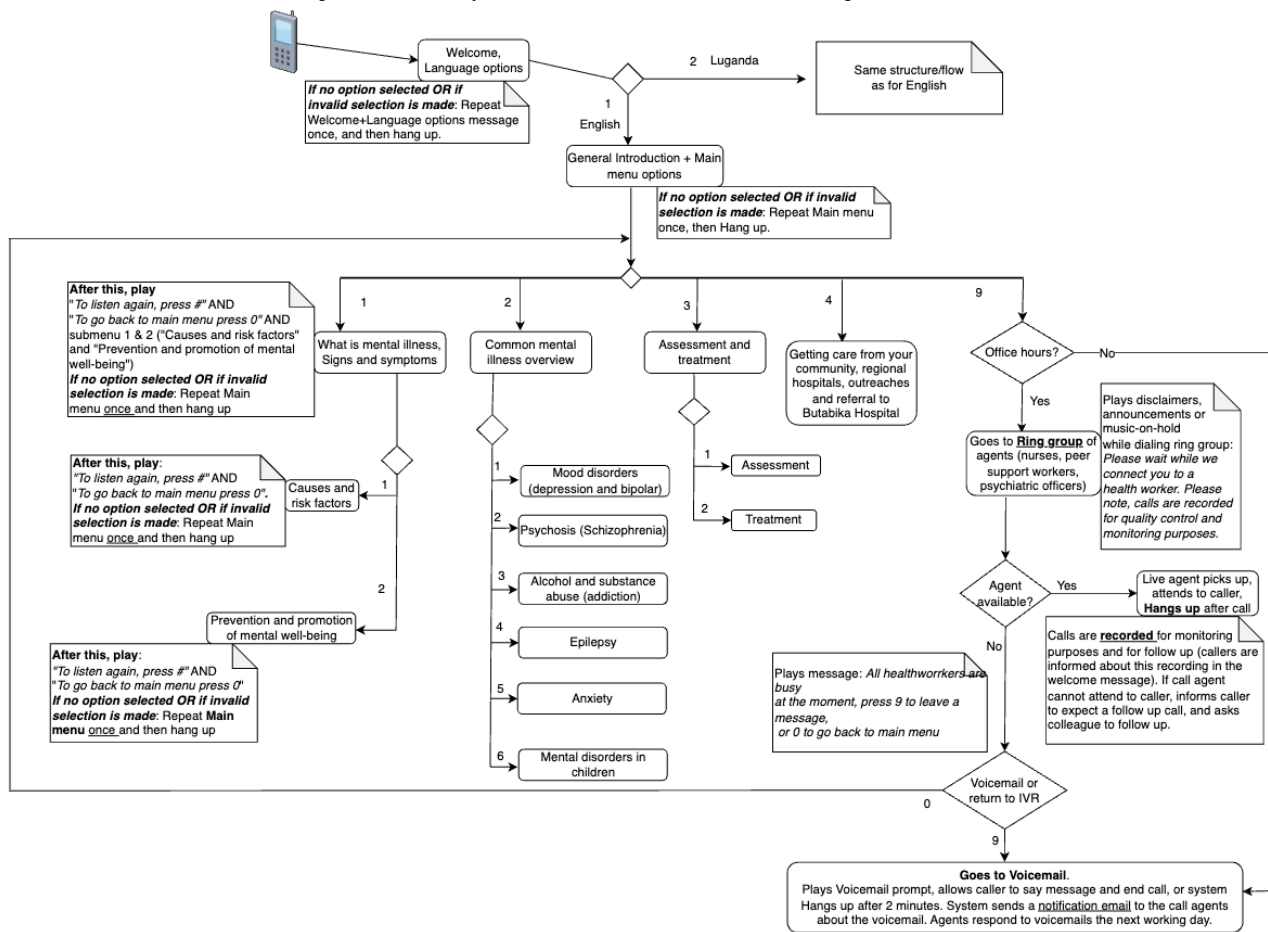 Welcome,
Language options
2 Luganda
Same structure/flow
as for English
If no option selected OR if
invalid selection is made: Repeat
Welcome+Language options message
once, and then hang up.
1
English
General Introduction + Main
menu options
If no option selected OR if invalid
selection is made: Repeat Main menu
once, then Hang up.
After this, play
"To listen again, press #" AND
"To go back to main menu press 0" AND
submenu 1 & 2 ("Causes and risk factors"
and "Prevention and promotion of mental
well-being")
If no option selected OR if invalid
selection is made: Repeat Main
menu once and then hang up
1
What is mental illness,
Signs and symptoms
2
Common mental
illness overview
3
Assessment and
treatment
4
Getting care from your
community, regional
hospitals, outreaches
and referral to
Butabika Hospital
9
Office hours?
No
Yes
Plays disclaimers,
announcements or
music-on-hold
while dialing ring group:
Please wait while we
connect you to a
health worker. Please
note, calls are recorded
for quality control and
monitoring purposes.
Goes to Ring group of
agents (nurses, peer
support workers,
psychiatric officers)
After this, play:
"To listen again, press #" AND
"To go back to main menu press 0".
If no option selected OR if invalid
selection is made: Repeat Main
menu once and then hang up
1
Causes and
risk factors
2
Prevention and promotion
of mental well-being
After this, play:
"To listen again, press #" AND
"To go back to main menu press 0"
If no option selected OR if invalid
selection is made: Repeat Main
menu once and then hang up
1
Mood disorders
(depression and bipolar)
2
Psychosis (Schizophrenia)
3
Alcohol and substance
abuse (addiction)
4
Epilepsy
5
Anxiety
6
Mental disorders in
children
1
Assessment
2
Treatment
Agent
available?
Yes
Live agent picks up,
attends to caller,
Hangs up after call
No
Calls are recorded for monitoring
purposes and for follow up (callers are
informed about this recording in the
welcome message). If call agent
cannot attend to caller, informs caller
to expect a follow up call, and asks
colleague to follow up.
Plays message: All healthworrkers are
busy
at the moment, press 9 to leave a
message,
or 0 to go back to main menu
Voicemail or
return to IVR
0
9
Goes to Voicemail.
Plays Voicemail prompt, allows caller to say message and end call, or system
Hangs up after 2 minutes. System sends a notification email to the call agents
about the voicemail. Agents respond to voicemails the next working day.